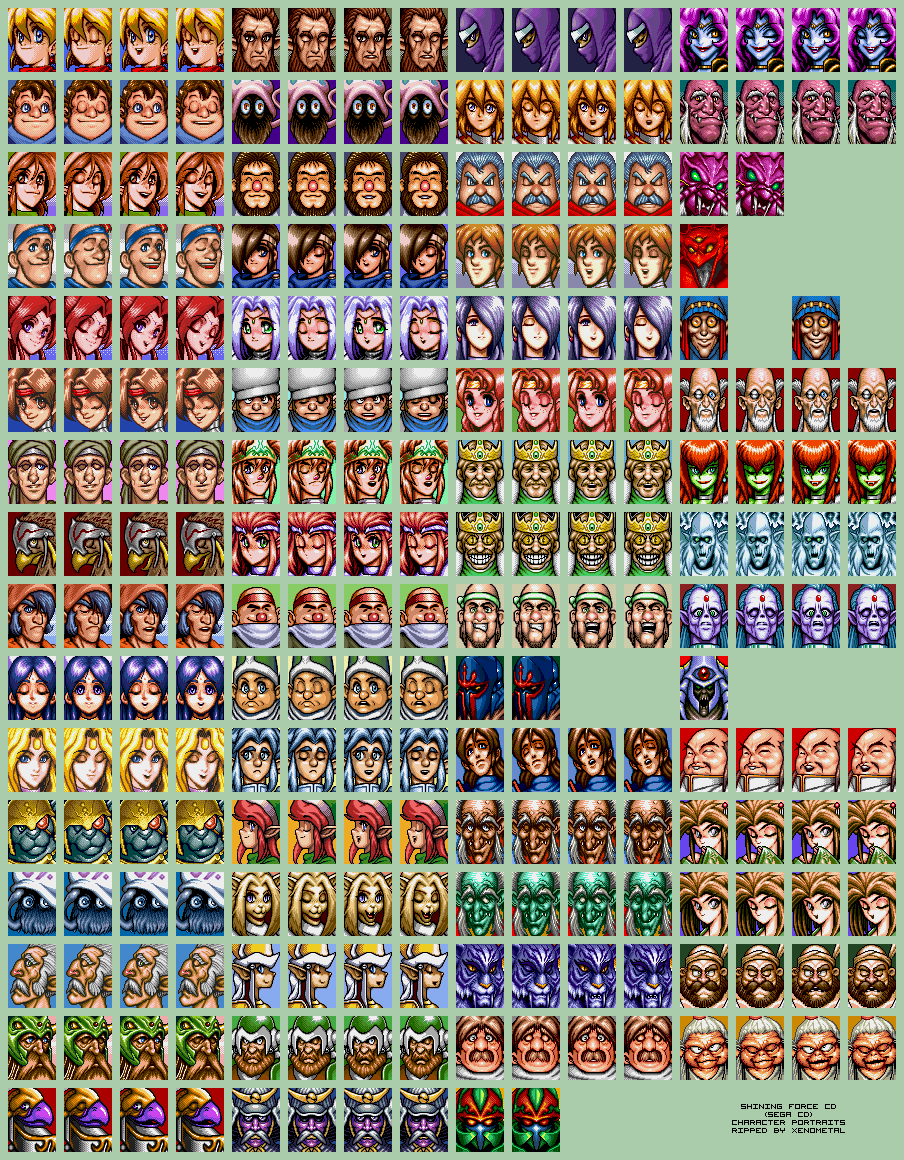 SHINING FORCE CD
(SEGA CD)
CHARACTER PORTRAITS
RIPPED BY XENOMETAL